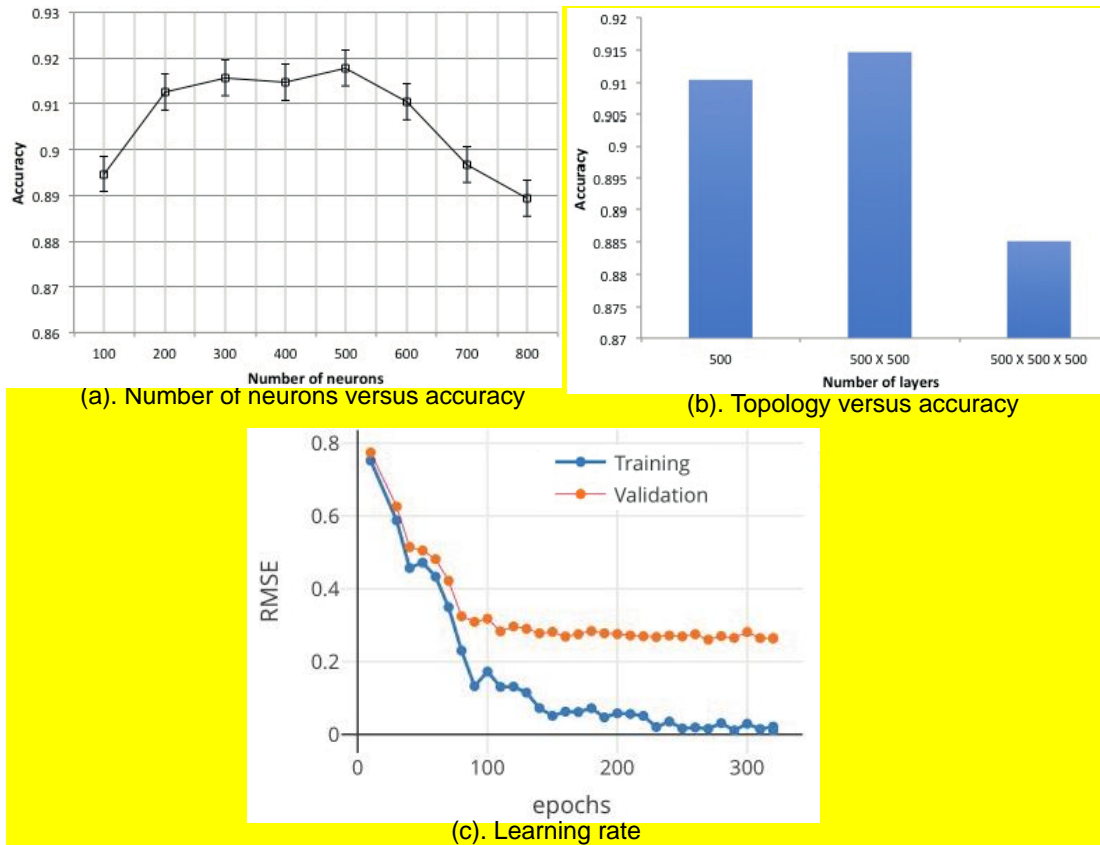 0.93
0.92
0.91
0.9
0.89
0.88
0.87
0.86
Accuracy
100 200 300 400 500 600 700 800
Number of neurons
(a). Number of neurons versus accuracy
0.92
0.915
0.91
0.905
0.9
0.895
0.89
0.885
0.88
0.875
0.87
Accuracy
500 500 X 500 500 X 500 X 500
Number of layers
(b). Topology versus accuracy
0.8
0.6
0.4
0.2
0
RMSE
Training
Validation
0 100 200 300
epochs
(c). Learning rate